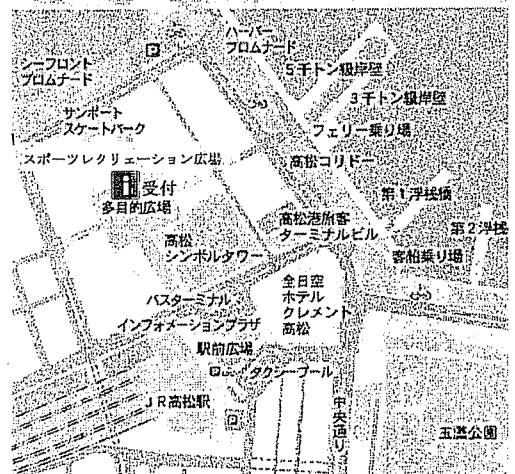 ハーバー
プロムナード
P
シーフロント
プロムナード
5千トン級岸壁
3千トン級岸壁
サンポート
スケートパーク
フェリー乗り場
スポーツレクリェーション広場
高松コリドー
受付
多目的広場
第1浮桟橋
高松港旅客
ターミナルビル
第2浮桟
高松
シンボルタワー
客船乗り場
全日空
ホテル
クレメント
高松
バスターミナル
インフォメーションプラザ
駅前広場
P
タクシープール
JR高松駅
P
中央通り
玉藻公園